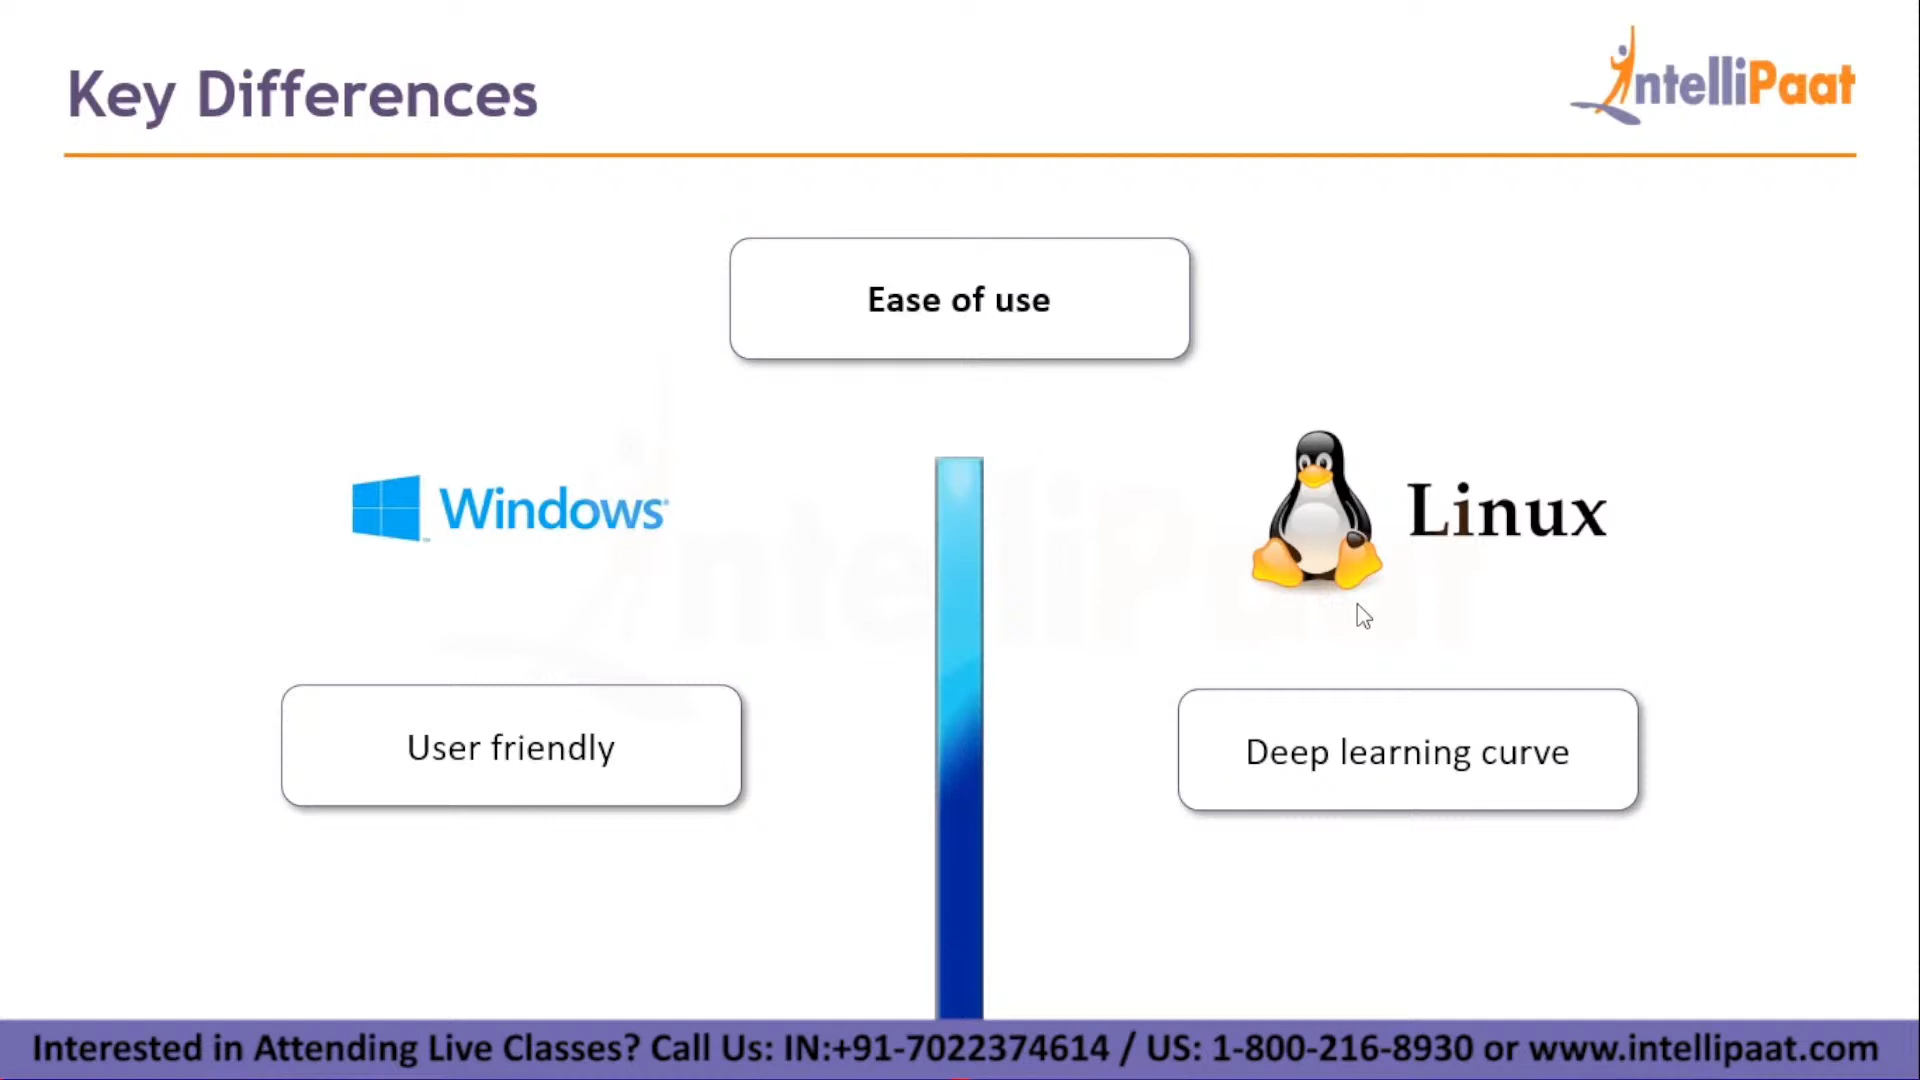 Key Differences
IntelliPaat
Ease of use
Windows
Linux
User friendly
Deep learning curve
Interested in Attending Live Classes? Call Us: IN:+91-7022374614 / US: 1-800-216-8930 or www.intellipaat.com